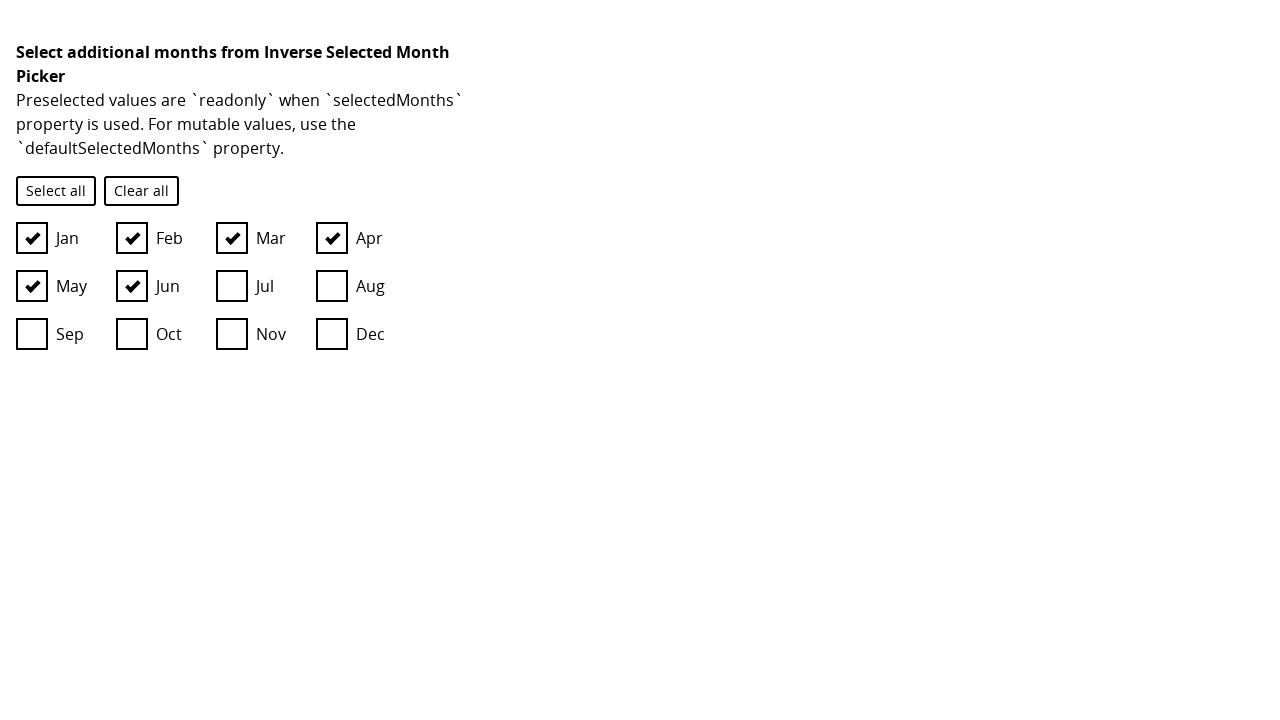 Select additional months from Inverse Selected Month
Picker
Preselected values are `readonly` when `selectedMonths`
property is used. For mutable values, use the
`defaultSelectedMonths` property.
Select all Clear all
Jan Feb Mar Apr
May Jun Jul Aug
Sep Oct Nov Dec